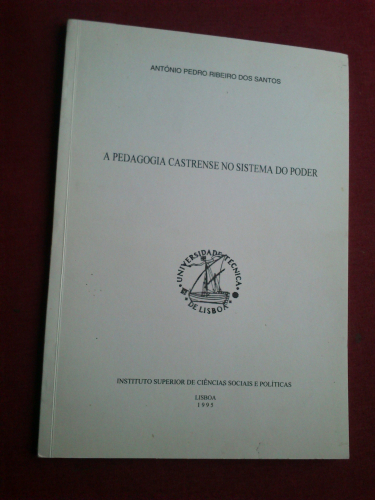 ANTÓNIO PEDRO RIBEIRO DOS SANTOS
A PEDAGOGIA CASTRENSE NO SISTEMA DO PODER
UNIVERSIDADE TÉCNICA
DE LISBOA
INSTITUTO SUPERIOR DE CIÊNCIAS SOCIAIS E POLÍTICAS
LISBOA
1995